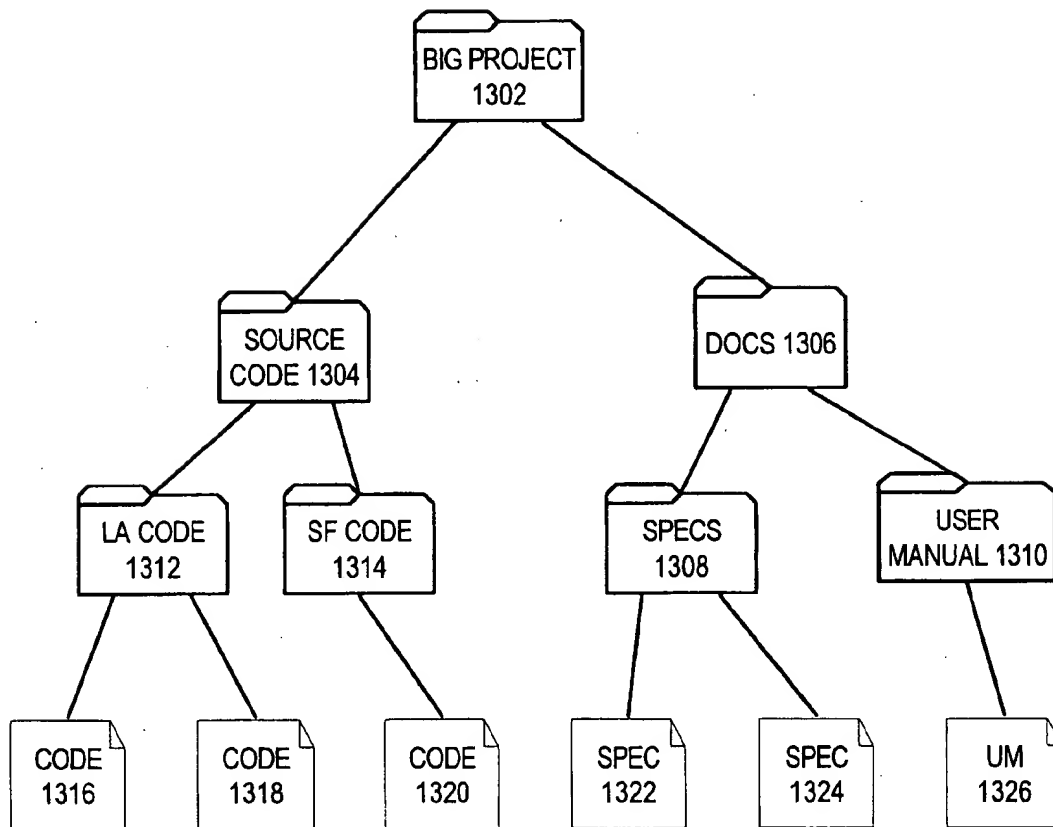 BIG PROJECT
1302
SOURCE
CODE 1304
DOCS 1306
LA CODE
1312
SF CODE
1314
SPECS
1308
USER
MANUAL 1310
CODE
1316
CODE
1318
CODE
1320
SPEC
1322
SPEC
1324
UM
1326